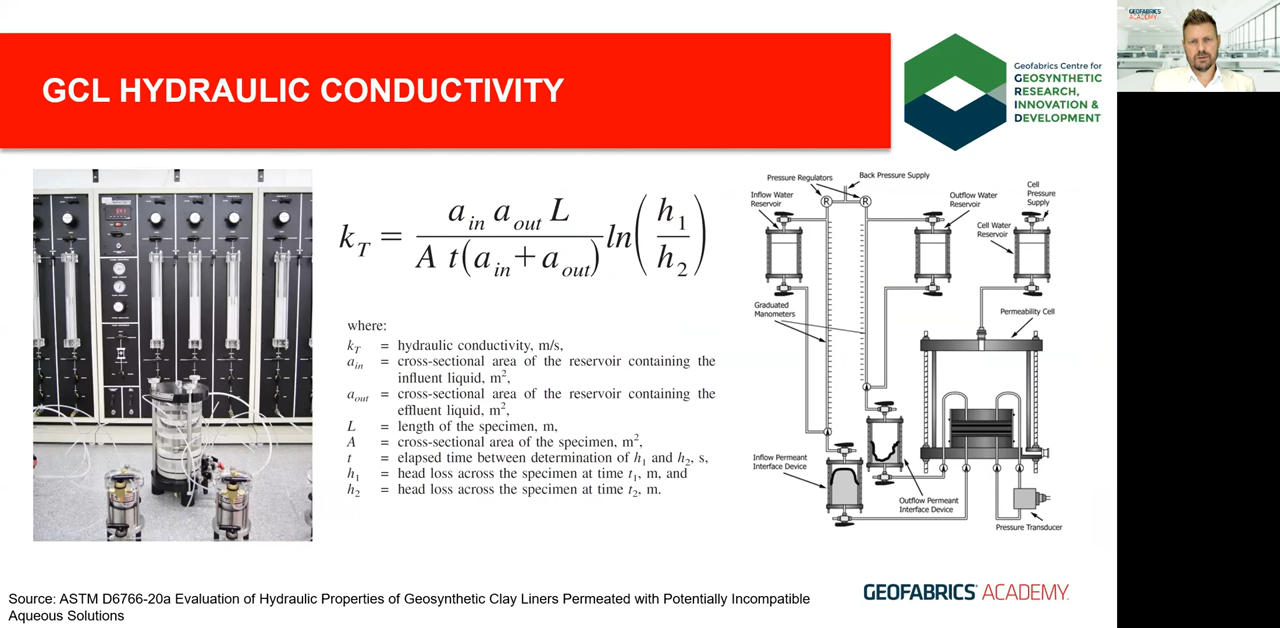 GEOFABRICS
ACADEMY
GCL HYDRAULIC CONDUCTIVITY
Geofabrics Centre for
GEOSYNTHETIC
RESEARCH,
INNOVATION &
DEVELOPMENT
k_T = a_in a_out L / A t(a_in+a_out) ln(h_1/h_2)
where:
k_T = hydraulic conductivity, m/s,
a_in = cross-sectional area of the reservoir containing the
influent liquid, m²,
a_out = cross-sectional area of the reservoir containing the
effluent liquid, m²,
L = length of the specimen, m,
A = cross-sectional area of the specimen, m²,
t = elapsed time between determination of h_1 and h_2, s,
h_1 = head loss across the specimen at time t_1, m, and
h_2 = head loss across the specimen at time t_2, m.
Pressure Regulators
Back Pressure Supply
Inflow Water
Reservoir
R
R
Outflow Water
Reservoir
Cell
Pressure
Supply
Cell Water
Reservoir
Graduated
Manometers
Permeability Cell
Inflow Permeant
Interface Device
Outflow Permeant
Interface Device
Pressure Transducer
Source: ASTM D6766-20a Evaluation of Hydraulic Properties of Geosynthetic Clay Liners Permeated with Potentially Incompatible
Aqueous Solutions
GEOFABRICS ACADEMY